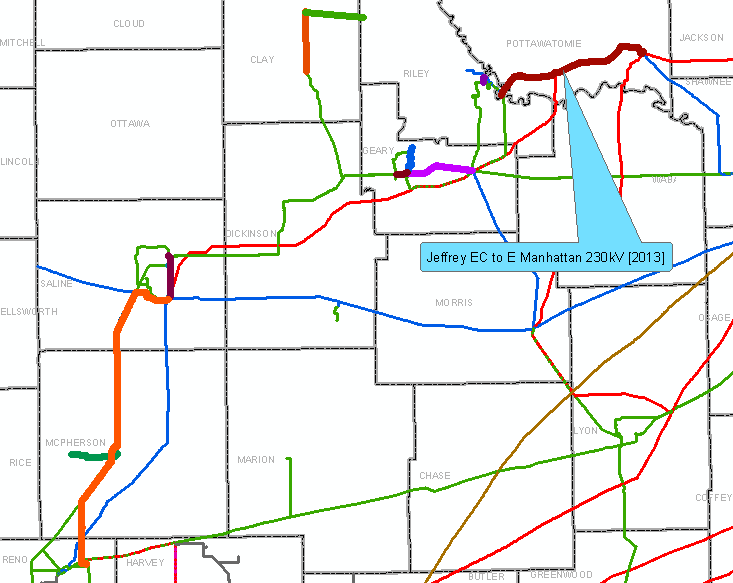 CLOUD
MITCHELL
CLAY
POTTAWATOMIE
JACKSON
RILEY
SHAWNEE
OTTAWA
GEARY
LINCOLN
DICKINSON
Jeffrey EC to E Manhattan 230kV [2013]
SALINE
MORRIS
ELLSWORTH
OSAGE
MCPHERSON
LYON
RICE
MARION
CHASE
COFFEY
RENO
HARVEY
BUTLER
GREENWOOD